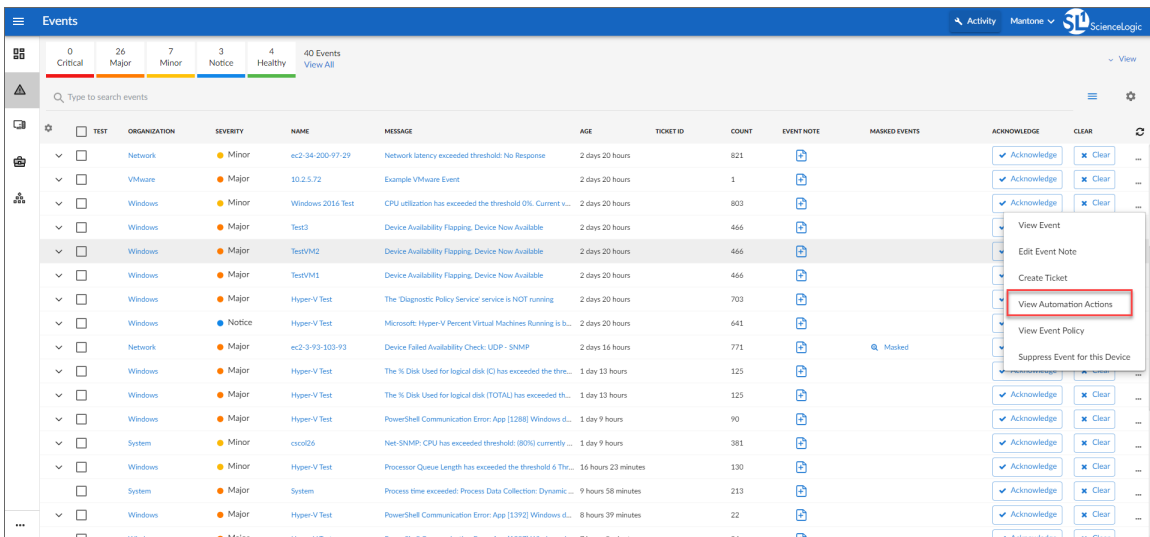 Events
Activity Mantone SL1 ScienceLogic
0 26 7 3 4 40 Events
Critical Major Minor Notice Healthy View All
View
Type to search events
TEST ORGANIZATION SEVERITY NAME MESSAGE AGE TICKET ID COUNT EVENT NOTE MASKED EVENTS ACKNOWLEDGE CLEAR
Network Minor ec2-34-200-97-29 Network latency exceeded threshold: No Response 2 days 20 hours 821 Acknowledge Clear ...
VMware Major 10.2.5.72 Example VMware Event 2 days 20 hours 1 Acknowledge Clear ...
Windows Minor Windows 2016 Test CPU utilization has exceeded the threshold 0%. Current v... 2 days 20 hours 803 Acknowledge Clear ...
Windows Major Test3 Device Availability Flapping, Device Now Available 2 days 20 hours 466
View Event
Windows Major TestVM2 Device Availability Flapping, Device Now Available 2 days 20 hours 466
Edit Event Note
Windows Major TestVM1 Device Availability Flapping, Device Now Available 2 days 20 hours 466
Create Ticket
Windows Major Hyper-V Test The 'Diagnostic Policy Service' service is NOT running 2 days 20 hours 703
View Automation Actions
Windows Notice Hyper-V Test Microsoft: Hyper-V Percent Virtual Machines Running is b... 2 days 20 hours 641
View Event Policy
Network Major ec2-3-93-103-93 Device Failed Availability Check: UDP - SNMP 2 days 16 hours 771 Masked
Suppress Event for this Device
Windows Major Hyper-V Test The % Disk Used for logical disk (C) has exceeded the thre... 1 day 13 hours 125 ...
Windows Major Hyper-V Test The % Disk Used for logical disk (TOTAL) has exceeded th... 1 day 13 hours 125 Acknowledge Clear ...
Windows Major Hyper-V Test PowerShell Communication Error: App [1288] Windows d... 1 day 9 hours 90 Acknowledge Clear ...
System Minor cscol26 Net-SNMP: CPU has exceeded threshold: (80%) currently ... 1 day 9 hours 381 Acknowledge Clear ...
Windows Minor Hyper-V Test Processor Queue Length has exceeded the threshold 6 Thr... 16 hours 23 minutes 130 Acknowledge Clear ...
System Major System Process time exceeded: Process Data Collection: Dynamic ... 9 hours 58 minutes 213 Acknowledge Clear ...
Windows Major Hyper-V Test PowerShell Communication Error: App [1392] Windows d... 8 hours 39 minutes 22 Acknowledge Clear ...